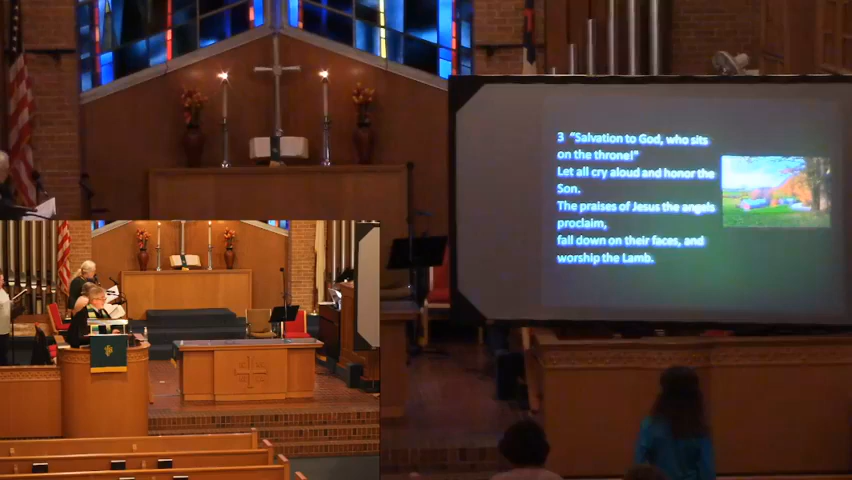 3 "Salvation to God, who sits
on the throne!"
Let all cry aloud and honor the
Son.
The praises of Jesus the angels
proclaim,
fall down on their faces, and
worship the Lamb.